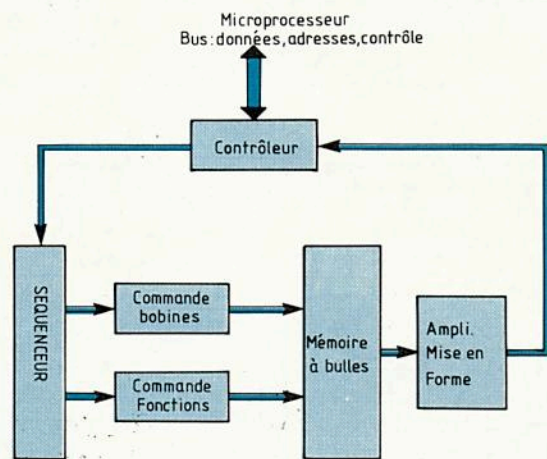 Microprocesseur
Bus:données,adresses,contrôle
Contrôleur
SEQUENCEUR
Commande
bobines
Commande
Fonctions
Mémoire
à bulles
Ampli.
Mise en
Forme